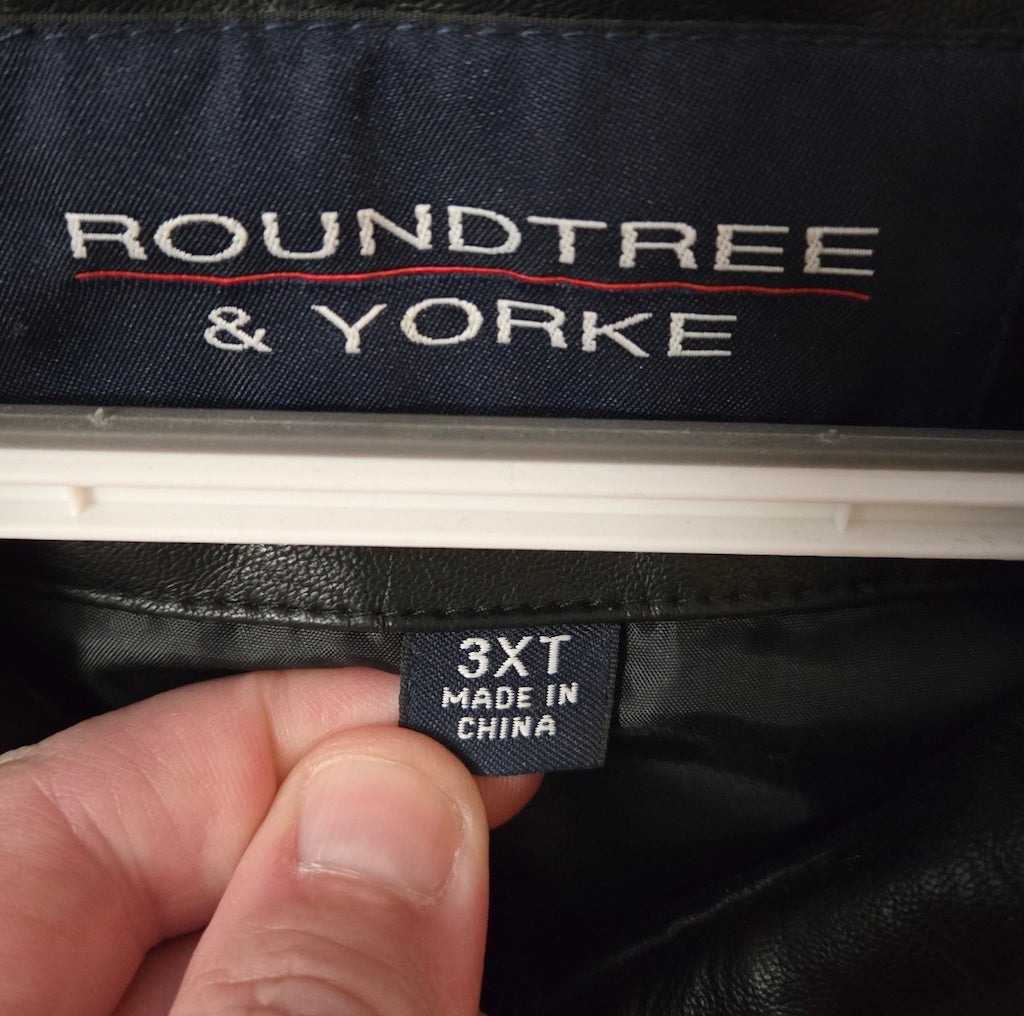 ROUNDTREE
& YORKE
3XT
MADE IN
CHINA